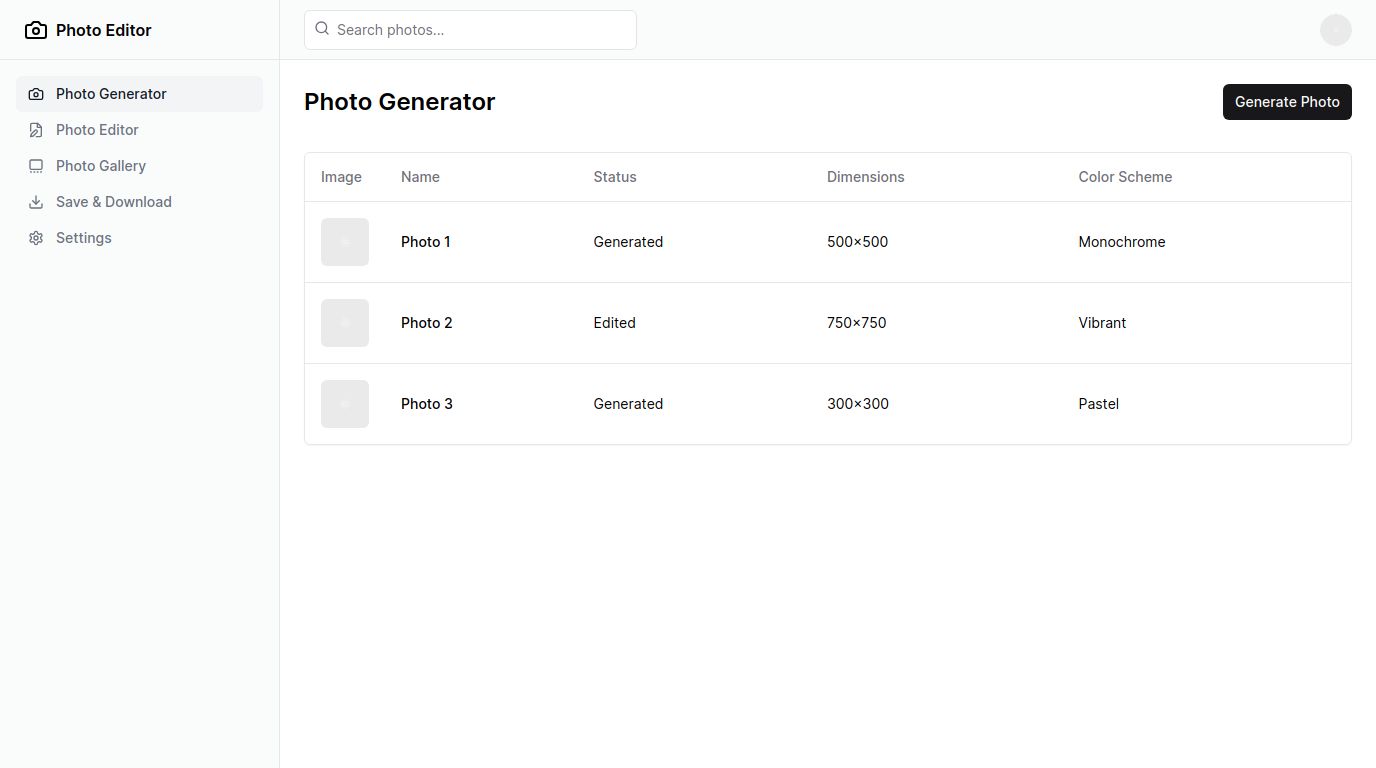 Photo Editor
Search photos...
Photo Generator
Photo Editor
Photo Gallery
Save & Download
Settings
Photo Generator
Generate Photo
Image Name Status Dimensions Color Scheme
Photo 1 Generated 500×500 Monochrome
Photo 2 Edited 750×750 Vibrant
Photo 3 Generated 300×300 Pastel